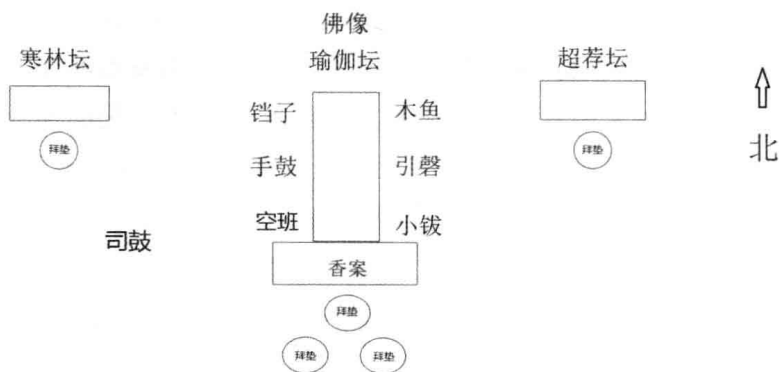 佛像
寒林坛 瑜伽坛 超荐坛
铛子 木鱼
拜垫 手鼓 引磬 拜垫 北
空班 小钹
司鼓
香案
拜垫
拜垫 拜垫